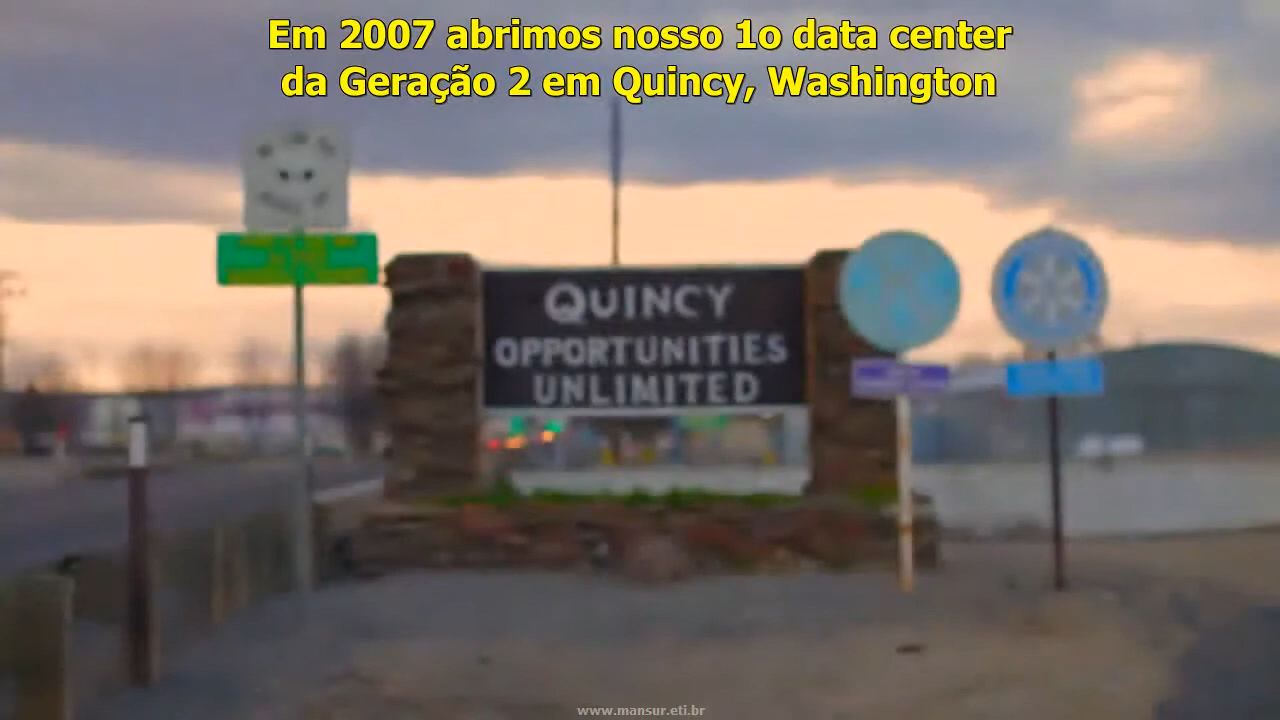 Em 2007 abrimos nosso 1o data center
da Geração 2 em Quincy, Washington
QUINCY
OPPORTUNITIES
UNLIMITED
www.mansur.eti.br